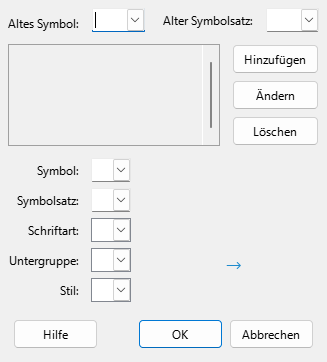 Altes Symbol: Alter Symbolsatz:
Hinzufügen
Ändern
Löschen
Symbol:
Symbolsatz:
Schriftart:
Untergruppe:
→
Stil:
Hilfe OK Abbrechen